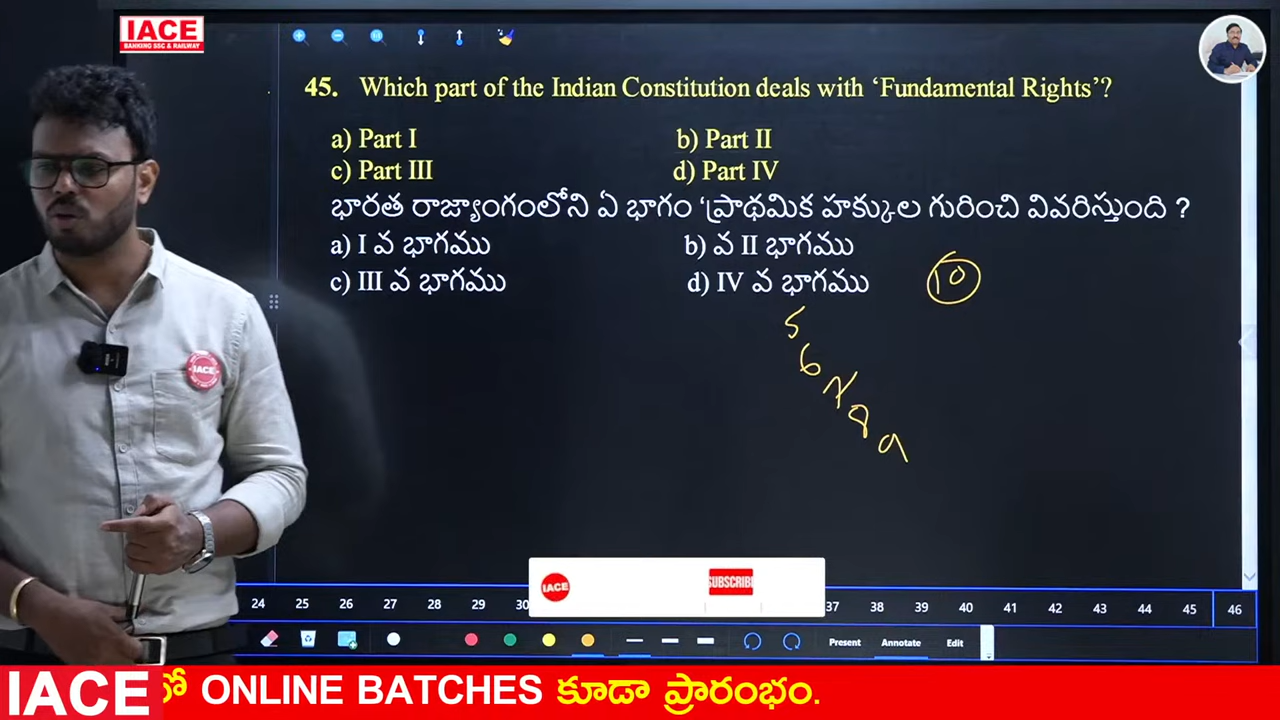 IACE
BANKING SSC & RAILWAY
45. Which part of the Indian Constitution deals with ‘Fundamental Rights’?
a) Part I b) Part II
c) Part III d) Part IV
భారత రాజ్యాంగంలోని ఏ భాగం ‘ప్రాథమిక హక్కుల గురించి వివరిస్తుంది ?
a) I వ భాగము b) వ II భాగము
c) III వ భాగము d) IV వ భాగము
10
5
6
7
8
9
IACE
IACE SUBSCRIBE
24 25 26 27 28 29 30 37 38 39 40 41 42 43 44 45 46
Present Annotate Edit
IACE లో ONLINE BATCHES కూడా ప్రారంభం.